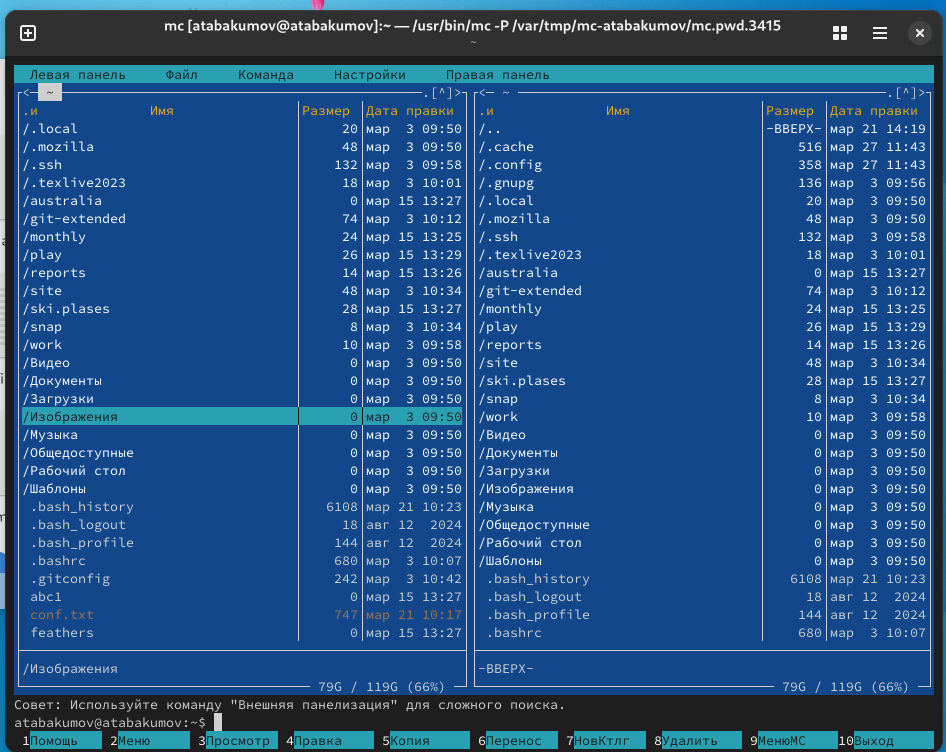 mc [atabakumov@atabakumov]:~ — /usr/bin/mc -P /var/tmp/mc-atabakumov/mc.pwd.3415
~
Левая панель Файл Команда Настройки Правая панель
<— ~ .[^]> <— ~ .[^]>
.и Имя Размер Дата правки .и Имя Размер Дата правки
/.local 20 мар 3 09:50 /.. -ВВЕРХ- мар 21 14:19
/.mozilla 48 мар 3 09:50 /.cache 516 мар 27 11:43
/.ssh 132 мар 3 09:58 /.config 358 мар 27 11:43
/.texlive2023 18 мар 3 10:01 /.gnupg 136 мар 3 09:56
/australia 0 мар 15 13:27 /.local 20 мар 3 09:50
/git-extended 74 мар 3 10:12 /.mozilla 48 мар 3 09:50
/monthly 24 мар 15 13:25 /.ssh 132 мар 3 09:58
/play 26 мар 15 13:29 /.texlive2023 18 мар 3 10:01
/reports 14 мар 15 13:26 /australia 0 мар 15 13:27
/site 48 мар 3 10:34 /git-extended 74 мар 3 10:12
/ski.plases 28 мар 15 13:27 /monthly 24 мар 15 13:25
/snap 8 мар 3 10:34 /play 26 мар 15 13:29
/work 10 мар 3 09:58 /reports 14 мар 15 13:26
/Видео 0 мар 3 09:50 /site 48 мар 3 10:34
/Документы 0 мар 3 09:50 /ski.plases 28 мар 15 13:27
/Загрузки 0 мар 3 09:50 /snap 8 мар 3 10:34
/Изображения 0 мар 3 09:50 /work 10 мар 3 09:58
/Музыка 0 мар 3 09:50 /Видео 0 мар 3 09:50
/Общедоступные 0 мар 3 09:50 /Документы 0 мар 3 09:50
/Рабочий стол 0 мар 3 09:50 /Загрузки 0 мар 3 09:50
/Шаблоны 0 мар 3 09:50 /Изображения 0 мар 3 09:50
.bash_history 6108 мар 21 10:23 /Музыка 0 мар 3 09:50
.bash_logout 18 авг 12 2024 /Общедоступные 0 мар 3 09:50
.bash_profile 144 авг 12 2024 /Рабочий стол 0 мар 3 09:50
.bashrc 680 мар 3 10:07 /Шаблоны 0 мар 3 09:50
.gitconfig 242 мар 3 10:42 .bash_history 6108 мар 21 10:23
abc1 0 мар 15 13:27 .bash_logout 18 авг 12 2024
conf.txt 747 мар 21 10:17 .bash_profile 144 авг 12 2024
feathers 0 мар 15 13:27 .bashrc 680 мар 3 10:07
/Изображения -ВВЕРХ-
79G / 119G (66%) 79G / 119G (66%)
Совет: Используйте команду "Внешняя панелизация" для сложного поиска.
atabakumov@atabakumov:~$
1Помощь 2Меню 3Просмотр 4Правка 5Копия 6Перенос 7НовКтлг 8Удалить 9МенюМС 10Выход